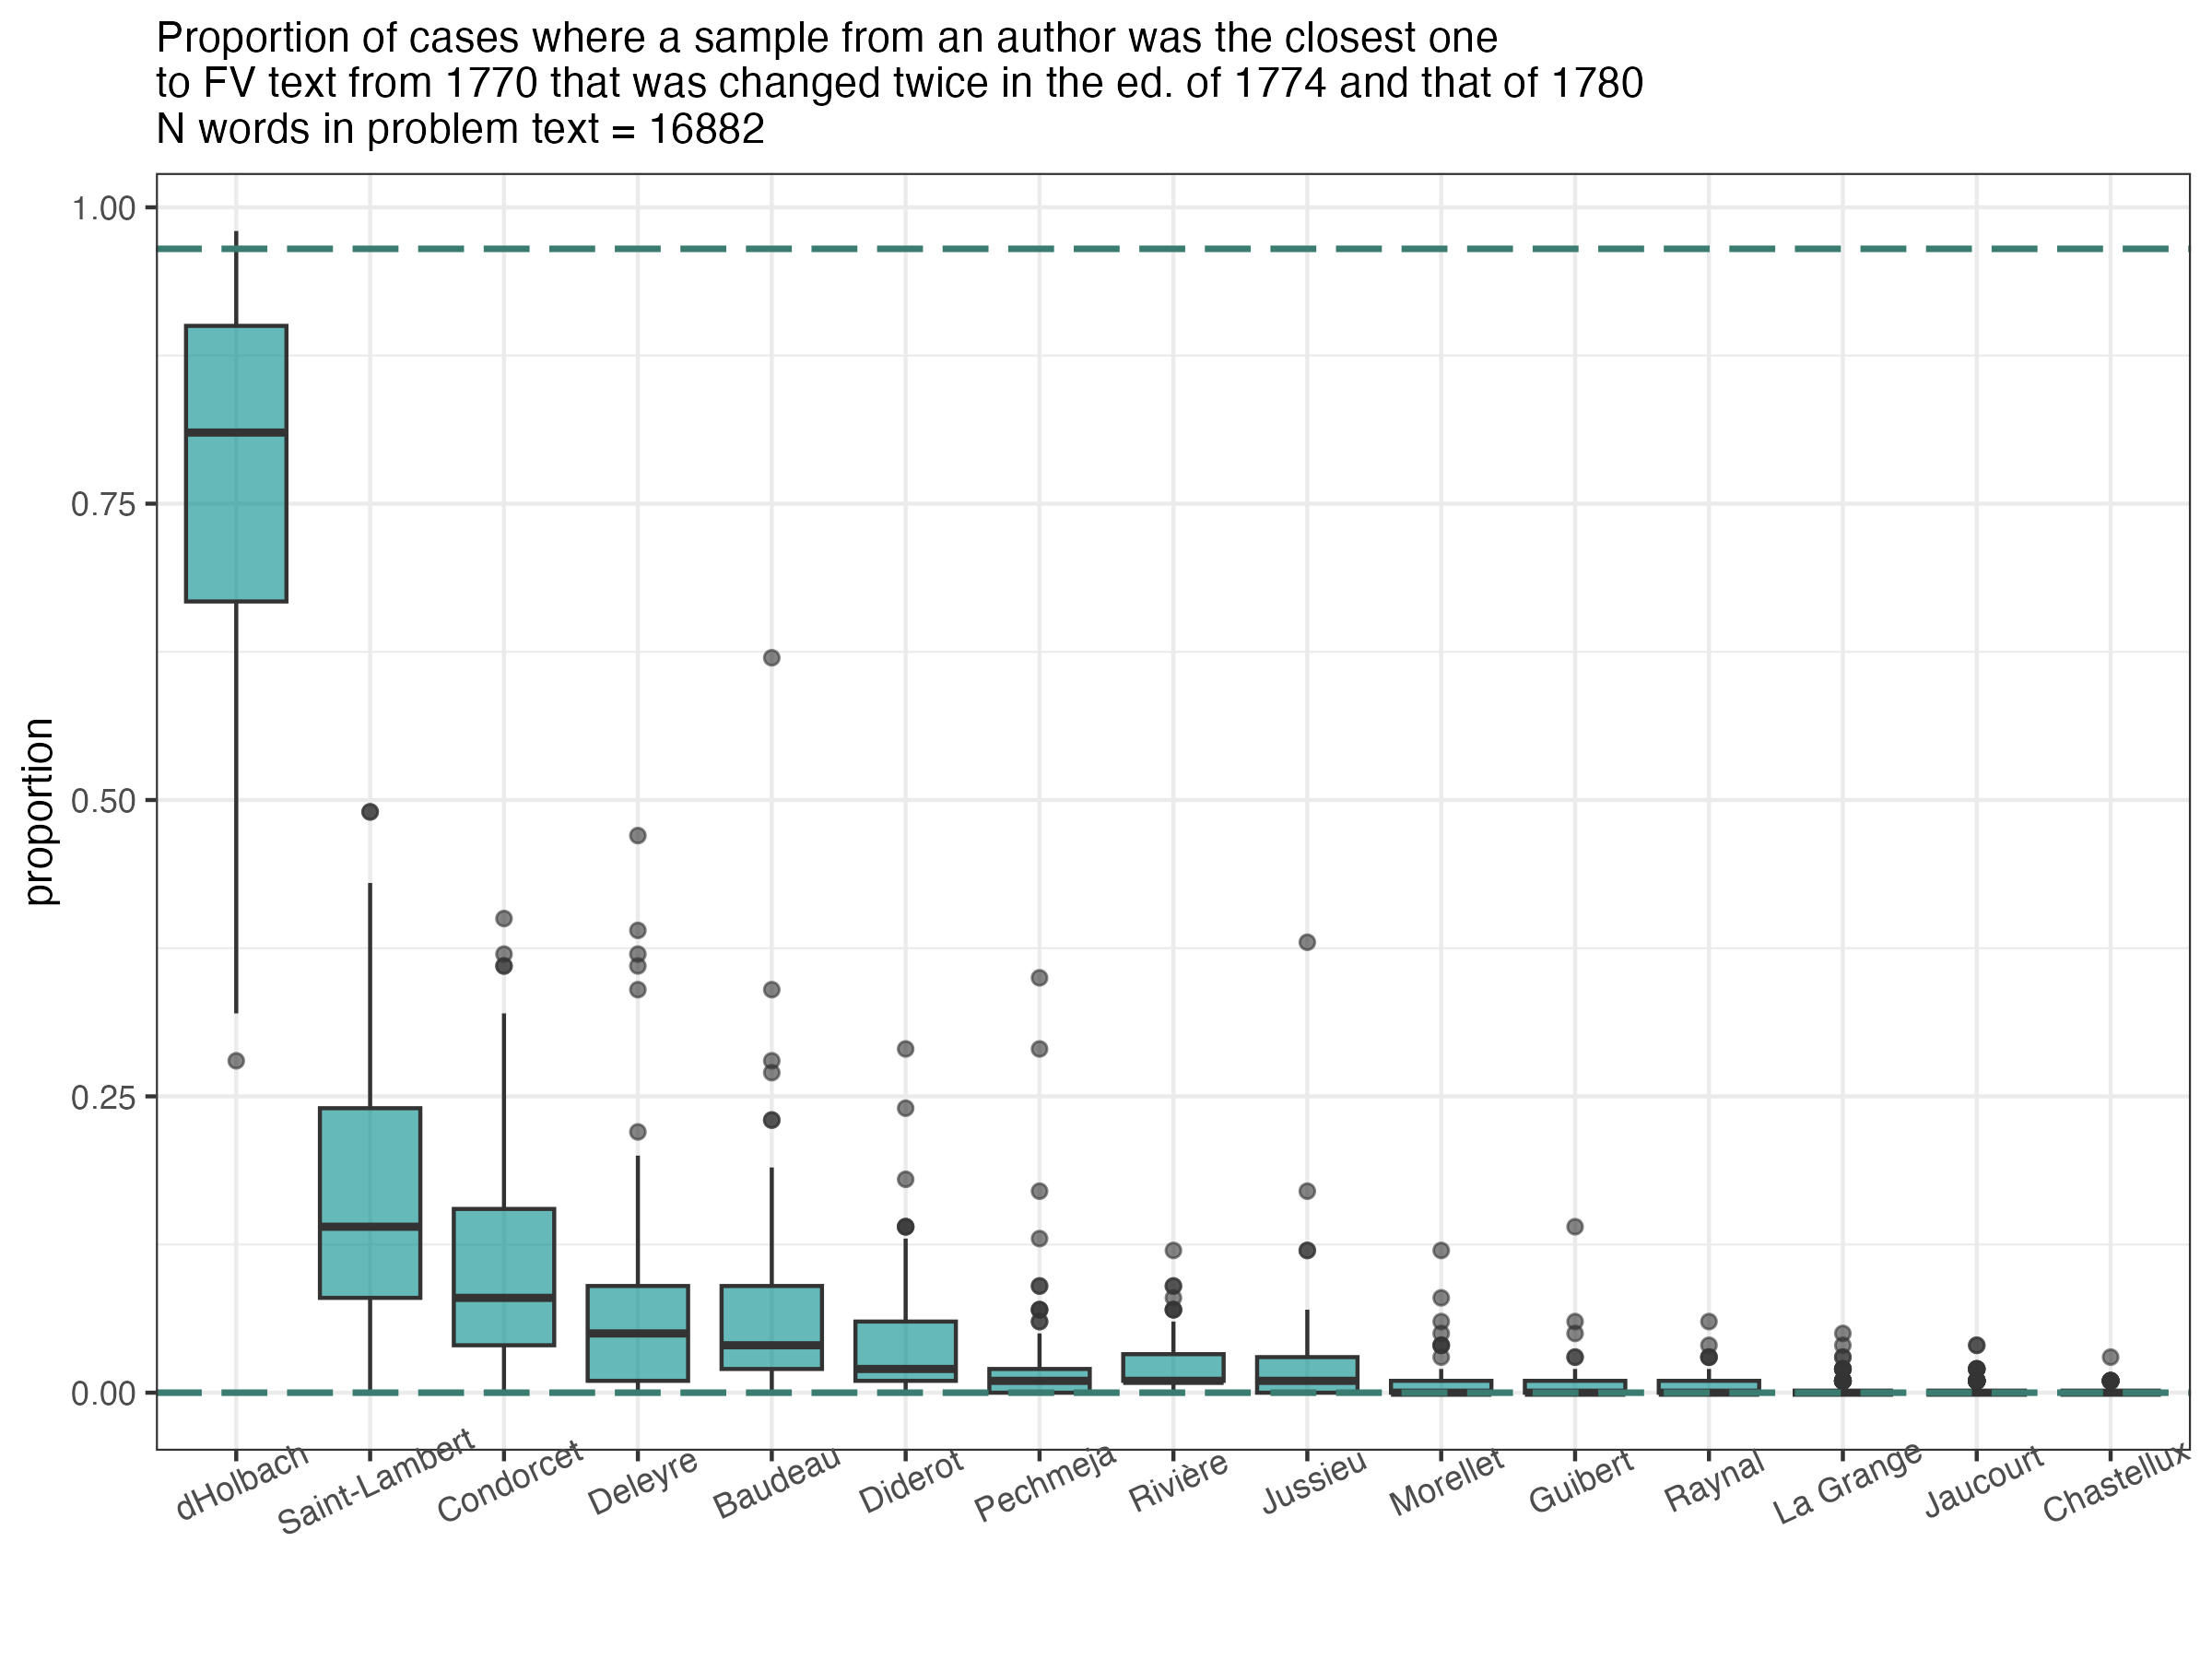 Proportion of cases where a sample from an author was the closest one
to FV text from 1770 that was changed twice in the ed. of 1774 and that of 1780
N words in problem text = 16882
1.00
0.75
0.50
0.25
0.00
proportion
dHolbach
Saint-Lambert
Condorcet
Deleyre
Baudeau
Diderot
Pechmeja
Rivière
Jussieu
Morellet
Guibert
Raynal
La Grange
Jaucourt
Chastellux